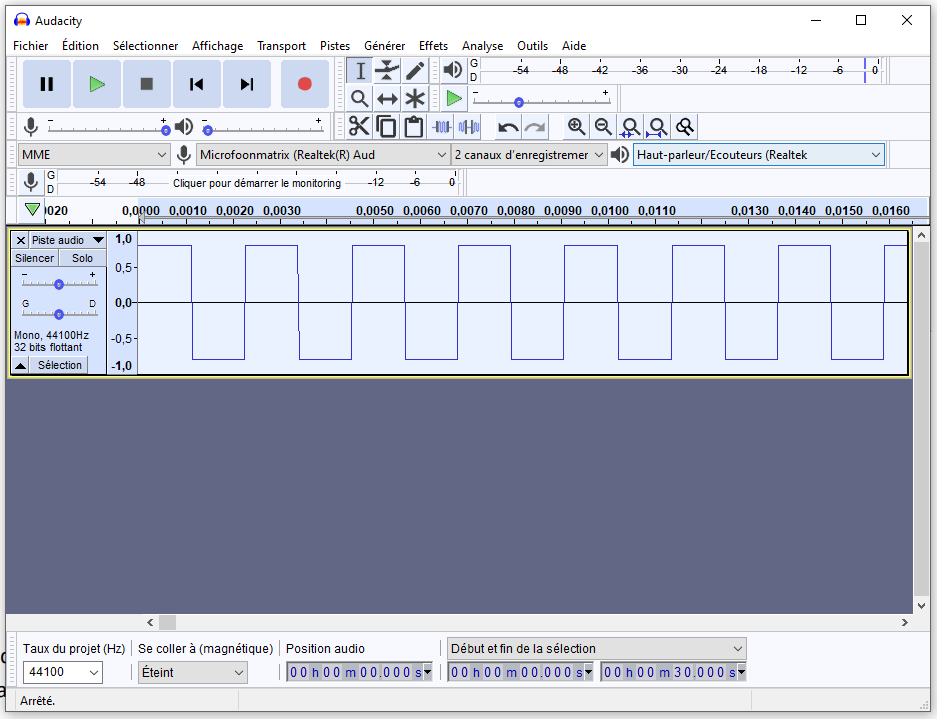 Audacity
Fichier Édition Sélectionner Affichage Transport Pistes Générer Effets Analyse Outils Aide
G
D
-54 -48 -42 -36 -30 -24 -18 -12 -6 0
- +
- + - +
MME Microfoonmatrix (Realtek(R) Aud 2 canaux d'enregistremer Haut-parleur/Ecouteurs (Realtek
G
D
-54 -48 Cliquer pour démarrer le monitoring -12 -6 0
0020 0,0000 0,0010 0,0020 0,0030 0,0050 0,0060 0,0070 0,0080 0,0090 0,0100 0,0110 0,0130 0,0140 0,0150 0,0160
Piste audio
Silencer Solo
- +
G D
Mono, 44100Hz
32 bits flottant
Sélection
1,0
0,5
0,0
-0,5
-1,0
Taux du projet (Hz) Se coller à (magnétique) Position audio Début et fin de la sélection
44100 Éteint 00 h 00 m 00.000 s 00 h 00 m 00.000 s 00 h 00 m 30.000 s
Arrêté.